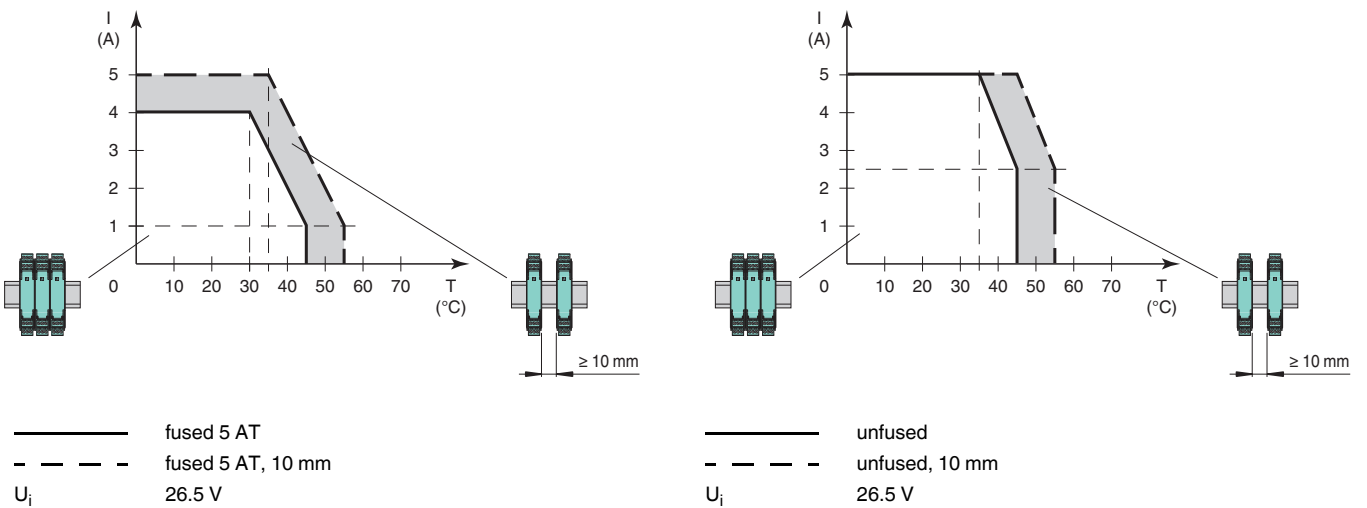 I
(A)
5
4
3
2
1
0
10 20 30 40 50 60 70
T
(°C)
≥ 10 mm
fused 5 AT
fused 5 AT, 10 mm
Ui 26.5 V
I
(A)
5
4
3
2
1
0
10 20 30 40 50 60 70
T
(°C)
≥ 10 mm
unfused
unfused, 10 mm
Ui 26.5 V